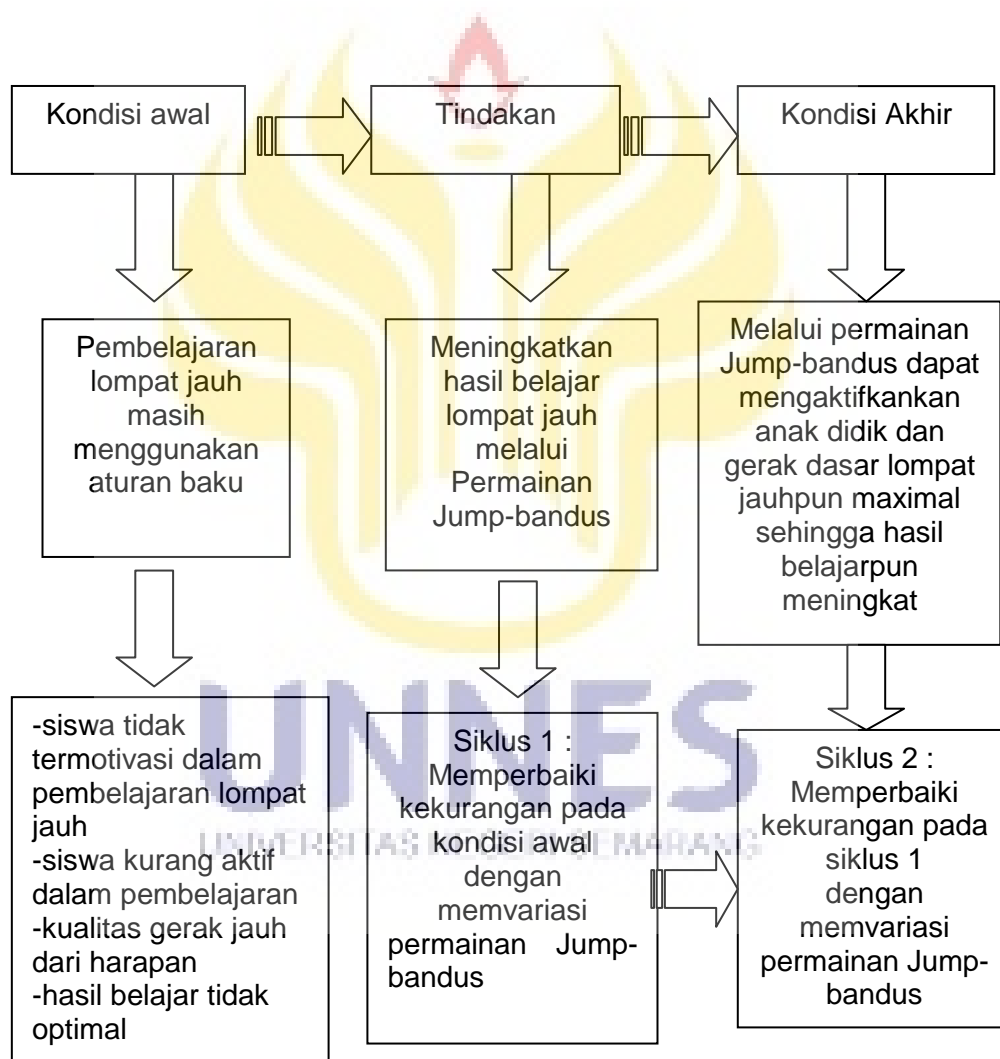 Kondisi awal
Tindakan
Kondisi Akhir
Pembelajaran
lompat jauh
masih
menggunakan
aturan baku
Meningkatkan
hasil belajar
lompat jauh
melalui
Permainan
Jump-bandus
Melalui permainan
Jump-bandus dapat
mengaktifkankan
anak didik dan
gerak dasar lompat
jauhpun maximal
sehingga hasil
belajarpun
meningkat
-siswa tidak
termotivasi dalam
pembelajaran lompat
jauh
-siswa kurang aktif
dalam pembelajaran
-kualitas gerak jauh
dari harapan
-hasil belajar tidak
optimal
Siklus 1 :
Memperbaiki
kekurangan pada
kondisi awal
dengan
memvariasi
permainan Jump-
bandus
Siklus 2 :
Memperbaiki
kekurangan pada
siklus 1
dengan
memvariasi
permainan Jump-
bandus
UNNES
UNIVERSITAS NEGERI SEMARANG